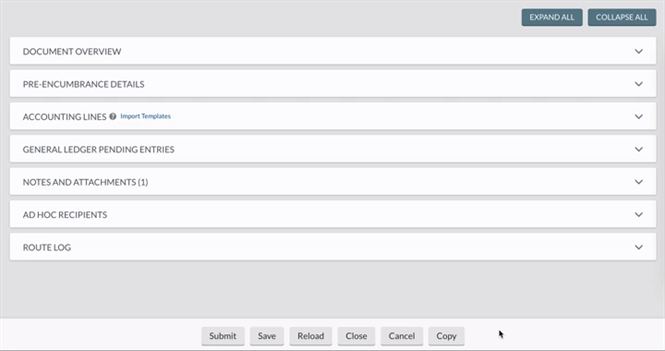 EXPAND ALL COLLAPSE ALL
DOCUMENT OVERVIEW
PRE-ENCUMBRANCE DETAILS
ACCOUNTING LINES ? Import Templates
GENERAL LEDGER PENDING ENTRIES
NOTES AND ATTACHMENTS (1)
AD HOC RECIPIENTS
ROUTE LOG
Submit Save Reload Close Cancel Copy